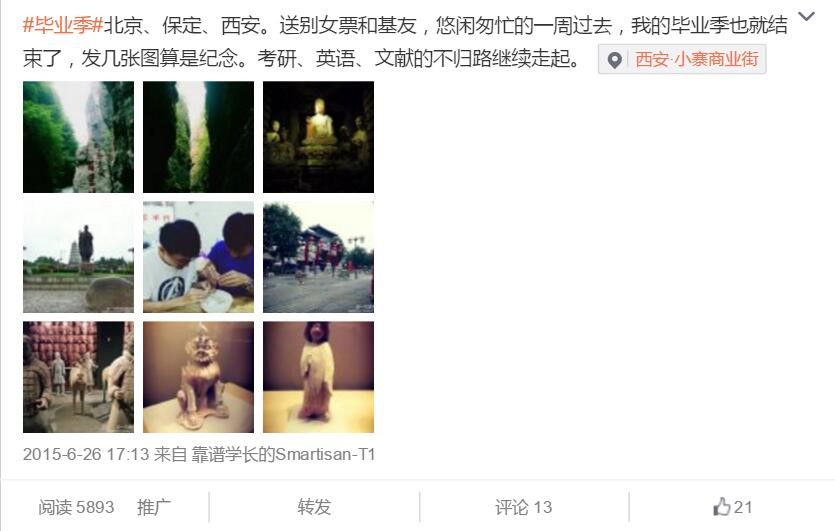 #毕业季#北京、保定、西安。送别女票和基友，悠闲匆忙的一周过去，我的毕业季也就结
束了，发几张图算是纪念。考研、英语、文献的不归路继续走起。 西安·小寨商业街
2015-6-26 17:13 来自 靠谱学长的Smartisan-T1
阅读 5893 推广 转发 评论 13 21